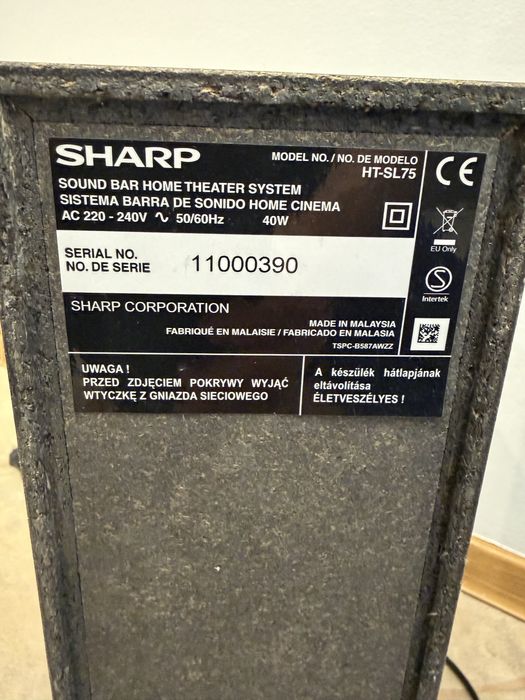 SHARP
MODEL NO. / NO. DE MODELO
HT-SL75
SOUND BAR HOME THEATER SYSTEM
SISTEMA BARRA DE SONIDO HOME CINEMA
AC 220 - 240V ∿ 50/60Hz 40W
CE
EU Only
SERIAL NO.
NO. DE SERIE
11000390
S
Intertek
SHARP CORPORATION
MADE IN MALAYSIA
FABRIQUÉ EN MALAISIE / FABRICADO EN MALASIA
TSPC-B587AWZZ
UWAGA !
PRZED ZDJĘCIEM POKRYWY WYJĄĆ
WTYCZKĘ Z GNIAZDA SIECIOWEGO
A készülék hátlapjának
eltávolítása
ÉLETVESZÉLYES !